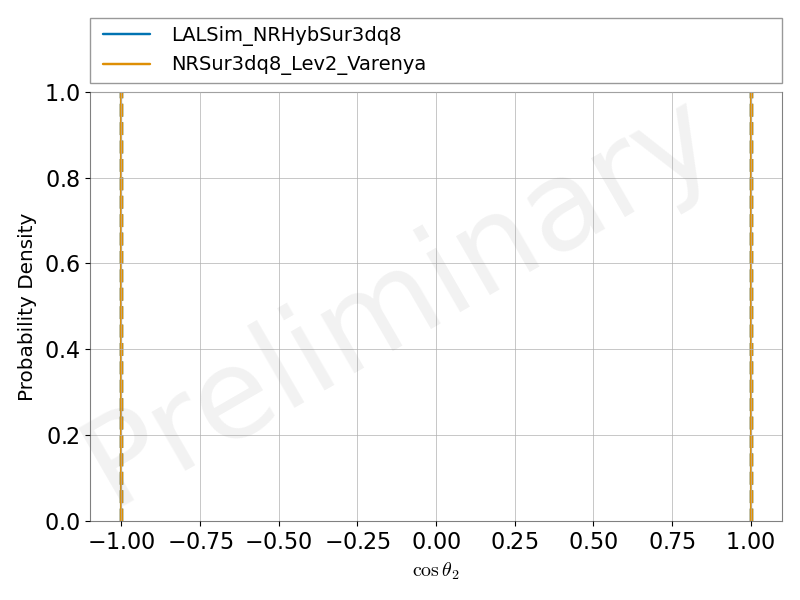 LALSim_NRHybSur3dq8
NRSur3dq8_Lev2_Varenya
Preliminary
Probability Density
1.0
0.8
0.6
0.4
0.2
0.0
−1.00 −0.75 −0.50 −0.25 0.00 0.25 0.50 0.75 1.00
cos θ₂